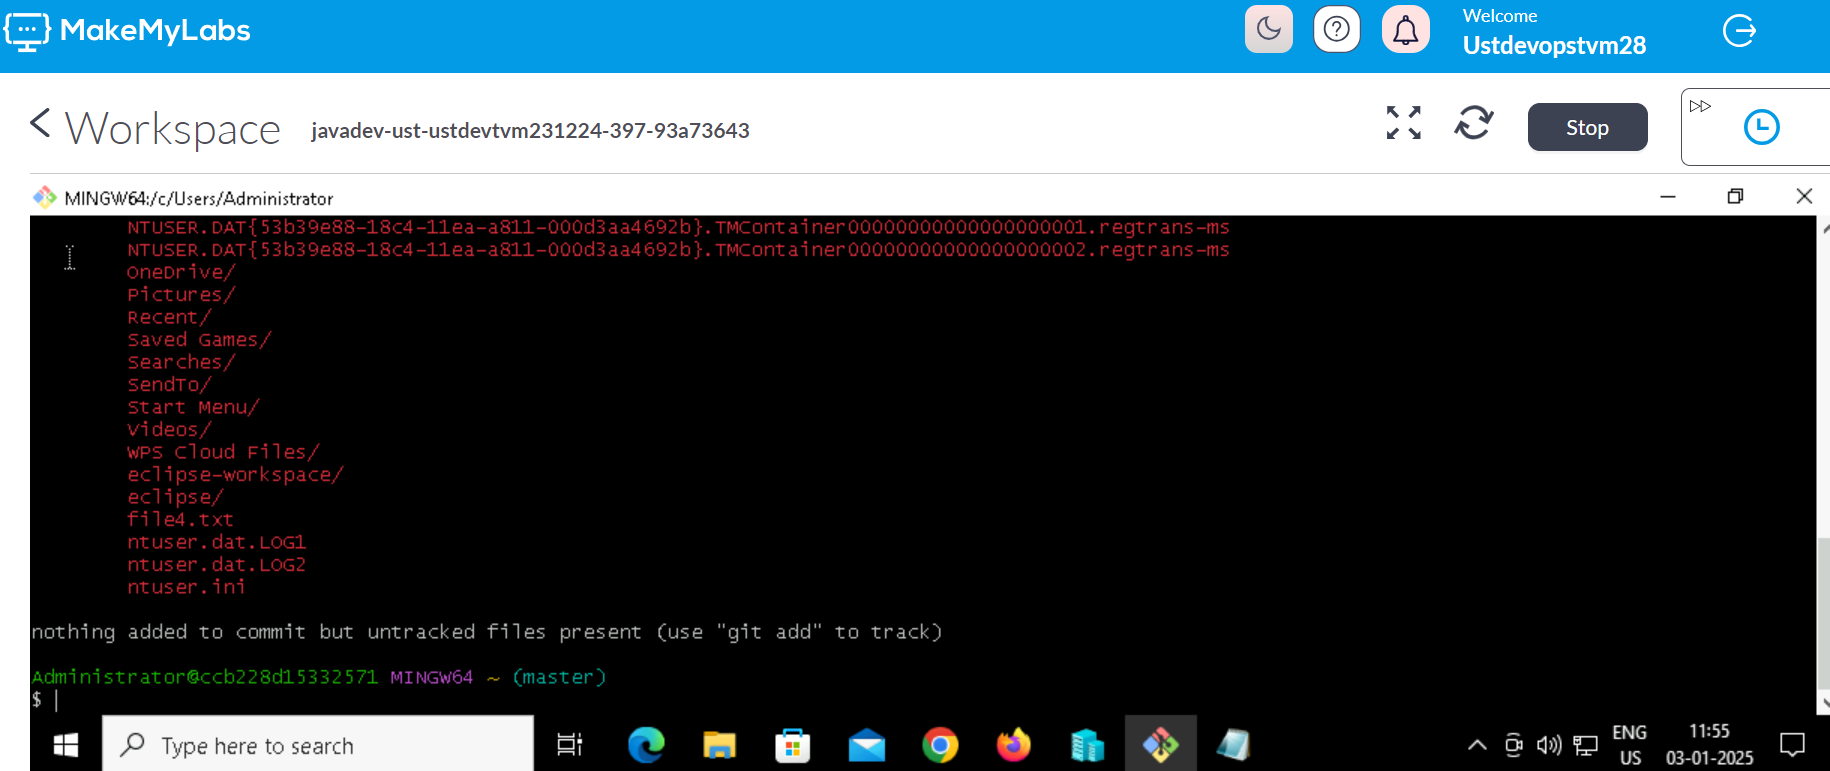 MakeMyLabs
Welcome
Ustdevopstvm28
Workspace javadev-ust-ustdevtvm231224-397-93a73643
Stop
MINGW64:/c/Users/Administrator
NTUSER.DAT{53b39e88-18c4-11ea-a811-000d3aa4692b}.TMContainer00000000000000000001.regtrans-ms
NTUSER.DAT{53b39e88-18c4-11ea-a811-000d3aa4692b}.TMContainer00000000000000000002.regtrans-ms
OneDrive/
Pictures/
Recent/
Saved Games/
Searches/
SendTo/
Start Menu/
Videos/
WPS Cloud Files/
eclipse-workspace/
eclipse/
file4.txt
ntuser.dat.LOG1
ntuser.dat.LOG2
ntuser.ini
nothing added to commit but untracked files present (use "git add" to track)
Administrator@ccb228d15332571 MINGW64 ~ (master)
$
Type here to search
ENG
US
11:55
03-01-2025